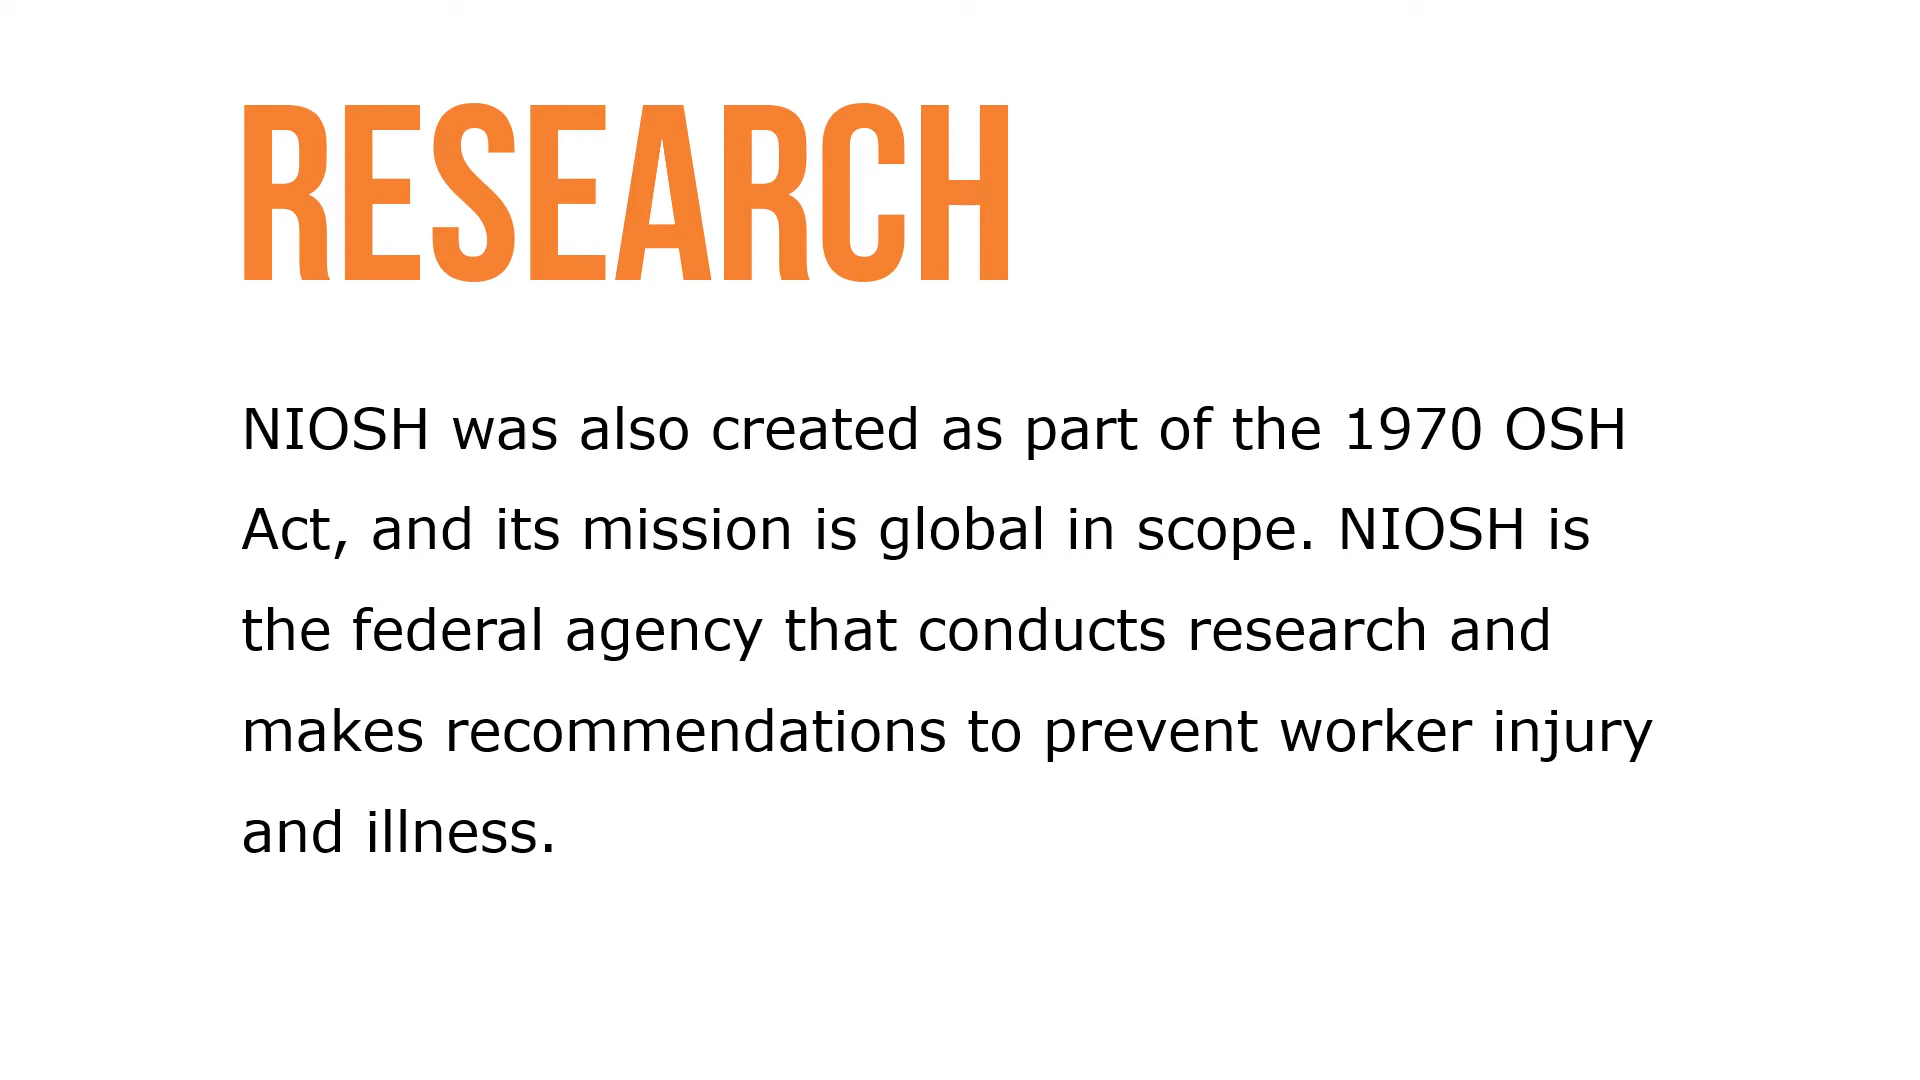 RESEARCH
NIOSH was also created as part of the 1970 OSH
Act, and its mission is global in scope. NIOSH is
the federal agency that conducts research and
makes recommendations to prevent worker injury
and illness.